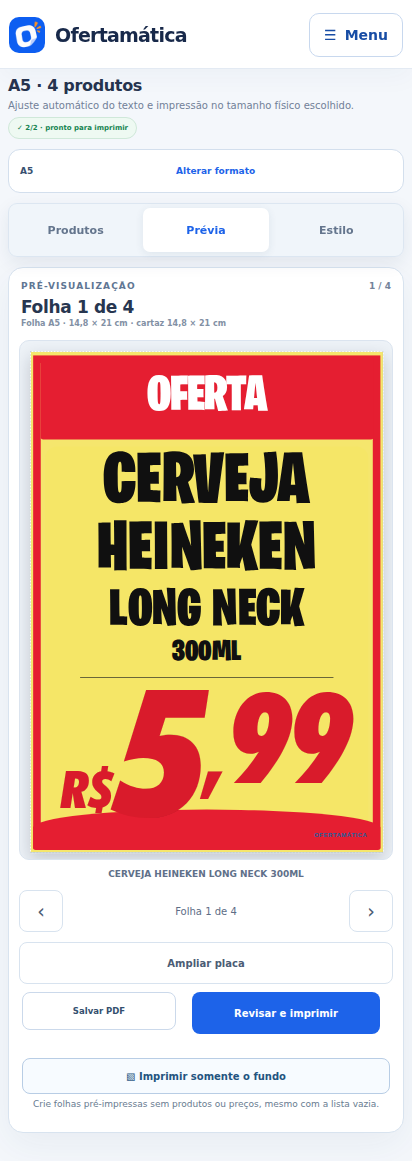 Ofertamática
☰ Menu
A5 · 4 produtos
Ajuste automático do texto e impressão no tamanho físico escolhido.
✓ 2/2 · pronto para imprimir
A5 Alterar formato
Produtos Prévia Estilo
PRÉ-VISUALIZAÇÃO 1 / 4
Folha 1 de 4
Folha A5 · 14,8 × 21 cm · cartaz 14,8 × 21 cm
OFERTA
CERVEJA
HEINEKEN
LONG NECK
300ML
R$5,99
OFERTAMÁTICA
CERVEJA HEINEKEN LONG NECK 300ML
‹ Folha 1 de 4 ›
Ampliar placa
Salvar PDF Revisar e imprimir
▧ Imprimir somente o fundo
Crie folhas pré-impressas sem produtos ou preços, mesmo com a lista vazia.